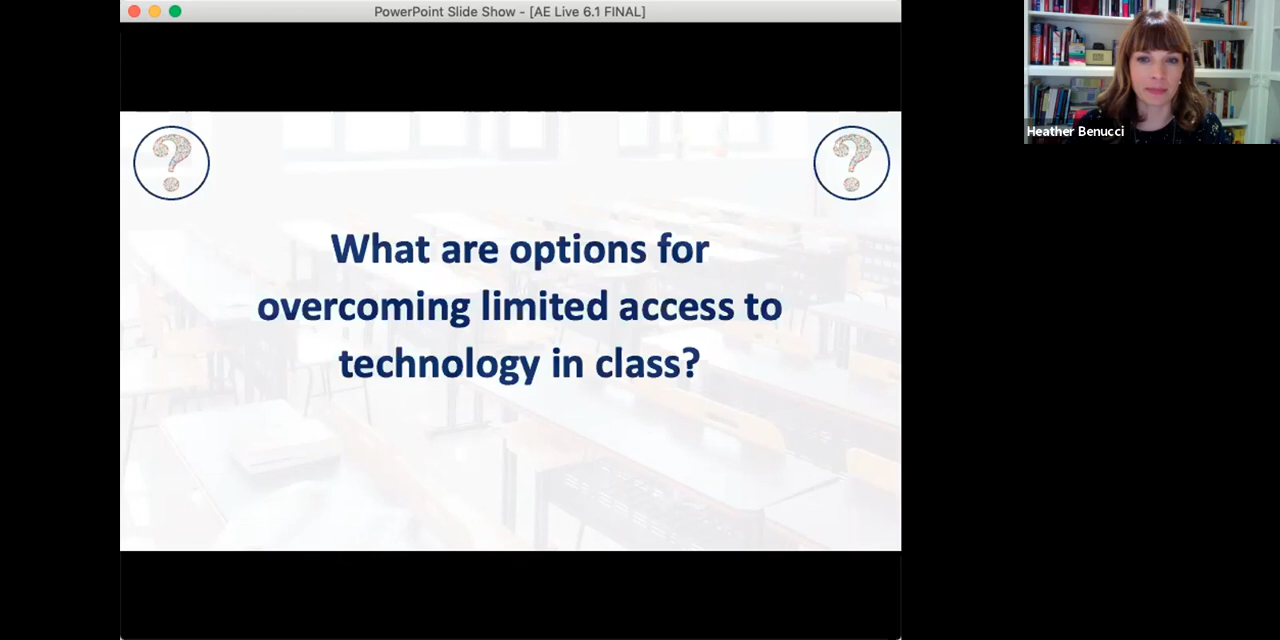 PowerPoint Slide Show - [AE Live 6.1 FINAL]
Heather Benucci
?
?
What are options for
overcoming limited access to
technology in class?